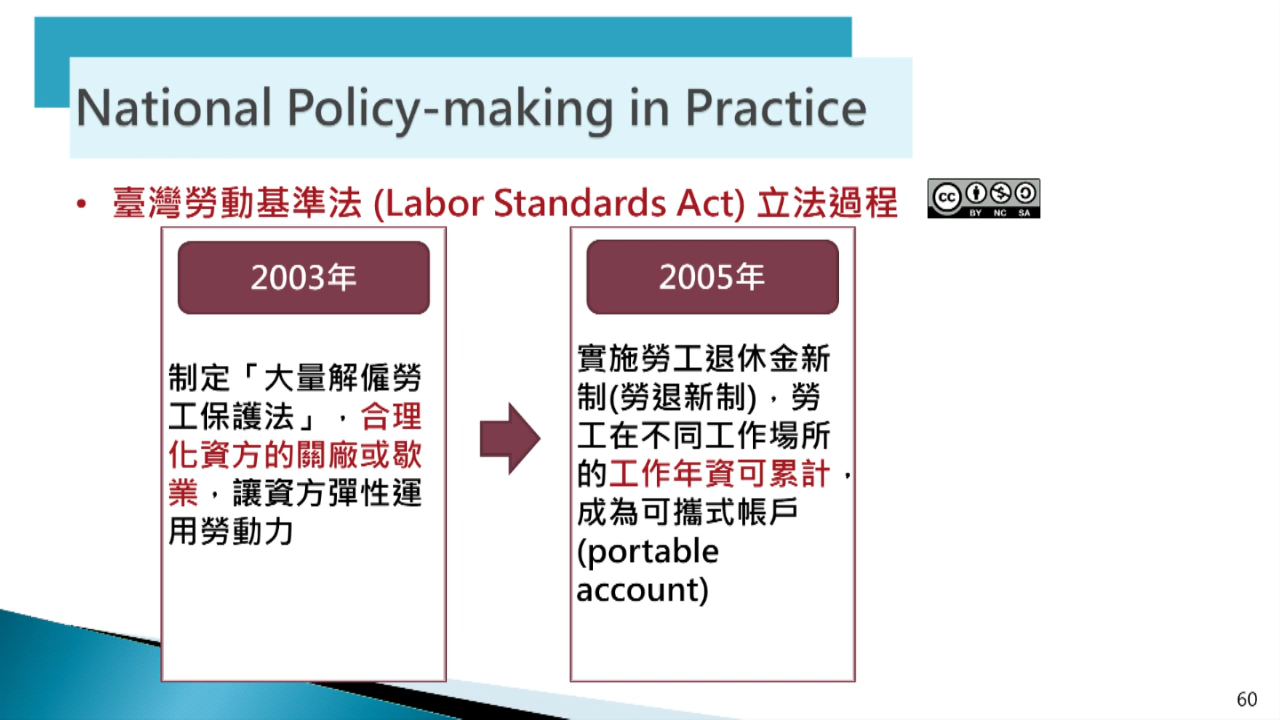 National Policy-making in Practice
• 臺灣勞動基準法 (Labor Standards Act) 立法過程
cc BY NC SA
2003年
制定「大量解僱勞
工保護法」，合理
化資方的關廠或歇
業，讓資方彈性運
用勞動力
2005年
實施勞工退休金新
制(勞退新制)，勞
工在不同工作場所
的工作年資可累計，
成為可攜式帳戶
(portable
account)
60